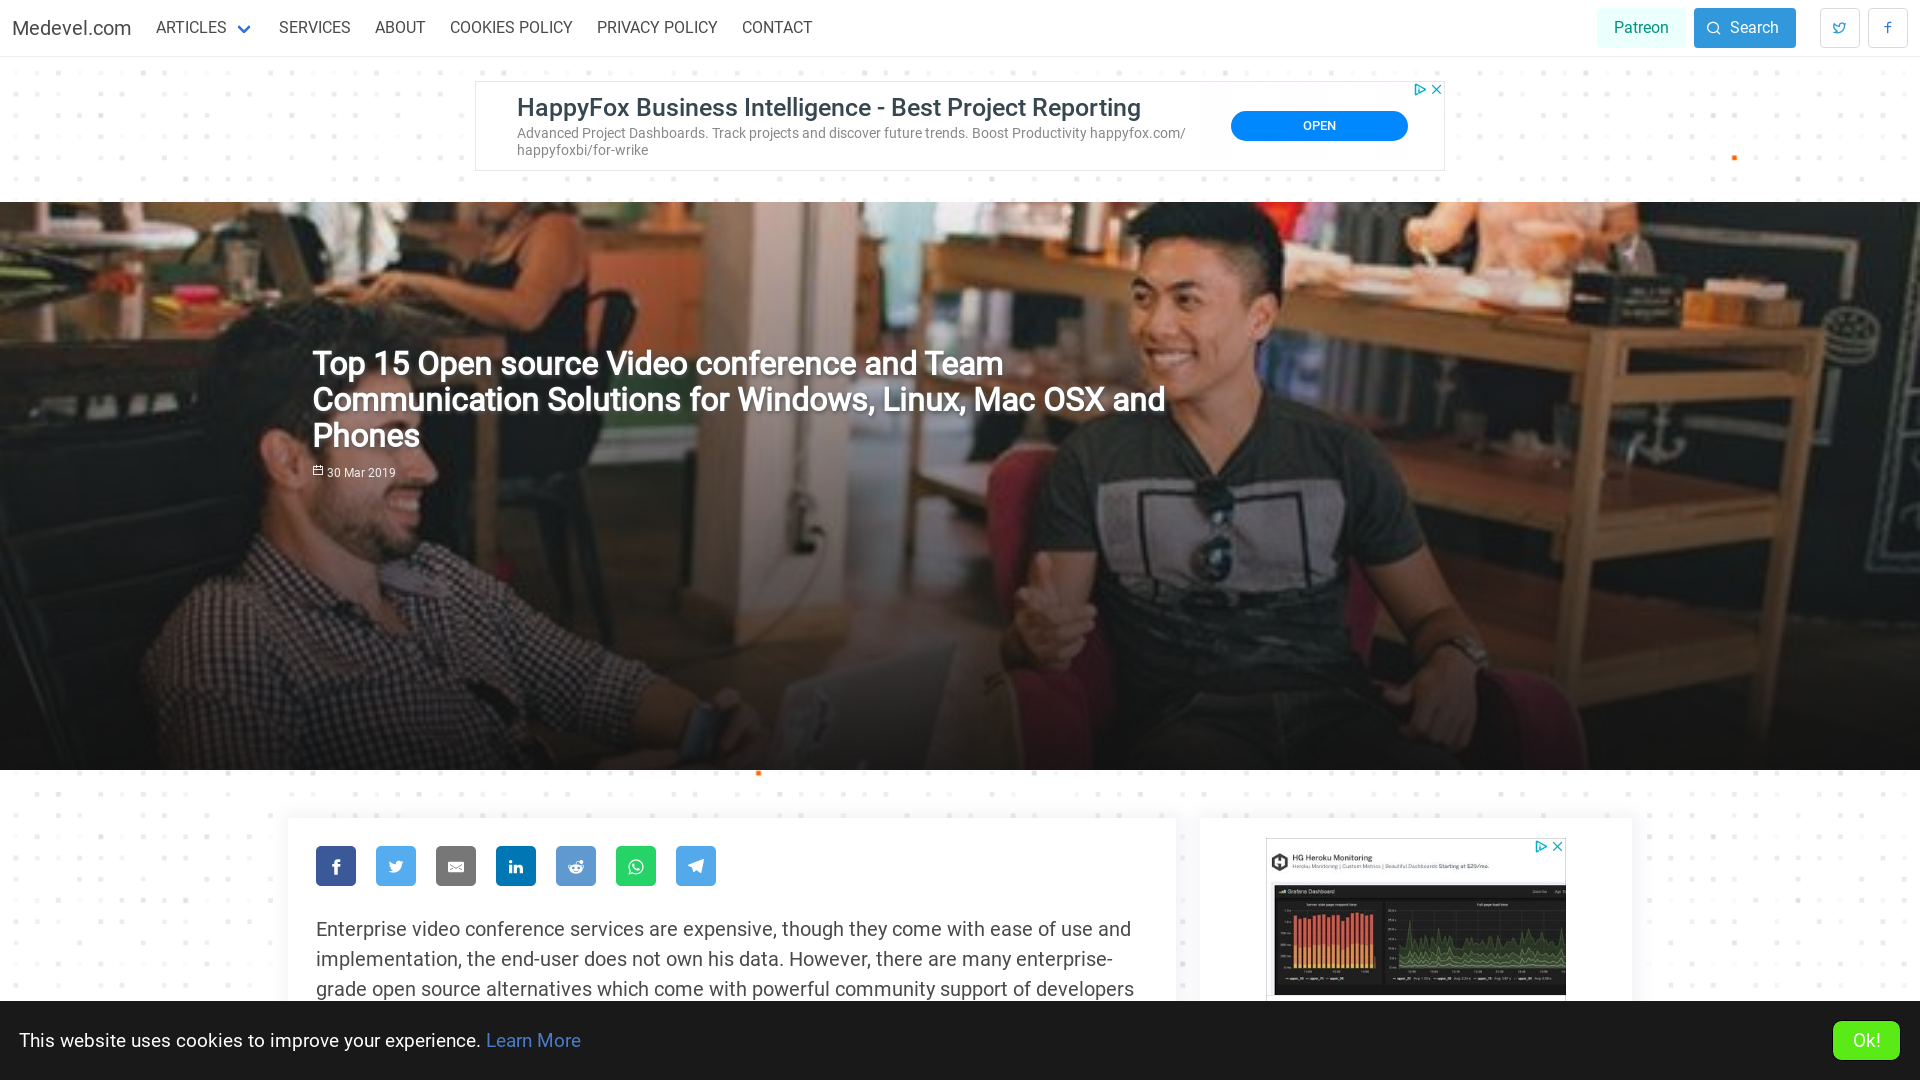 Medevel.com ARTICLES SERVICES ABOUT COOKIES POLICY PRIVACY POLICY CONTACT Patreon Search
HappyFox Business Intelligence - Best Project Reporting
Advanced Project Dashboards. Track projects and discover future trends. Boost Productivity happyfox.com/
happyfoxbi/for-wrike
OPEN
Top 15 Open source Video conference and Team
Communication Solutions for Windows, Linux, Mac OSX and
Phones
30 Mar 2019
Enterprise video conference services are expensive, though they come with ease of use and
implementation, the end-user does not own his data. However, there are many enterprise-
grade open source alternatives which come with powerful community support of developers
HG Heroku Monitoring
Heroku Monitoring | Custom Metrics | Beautiful Dashboards Starting at $29/mo.
Grafana Dashboard
This website uses cookies to improve your experience. Learn More
Ok!